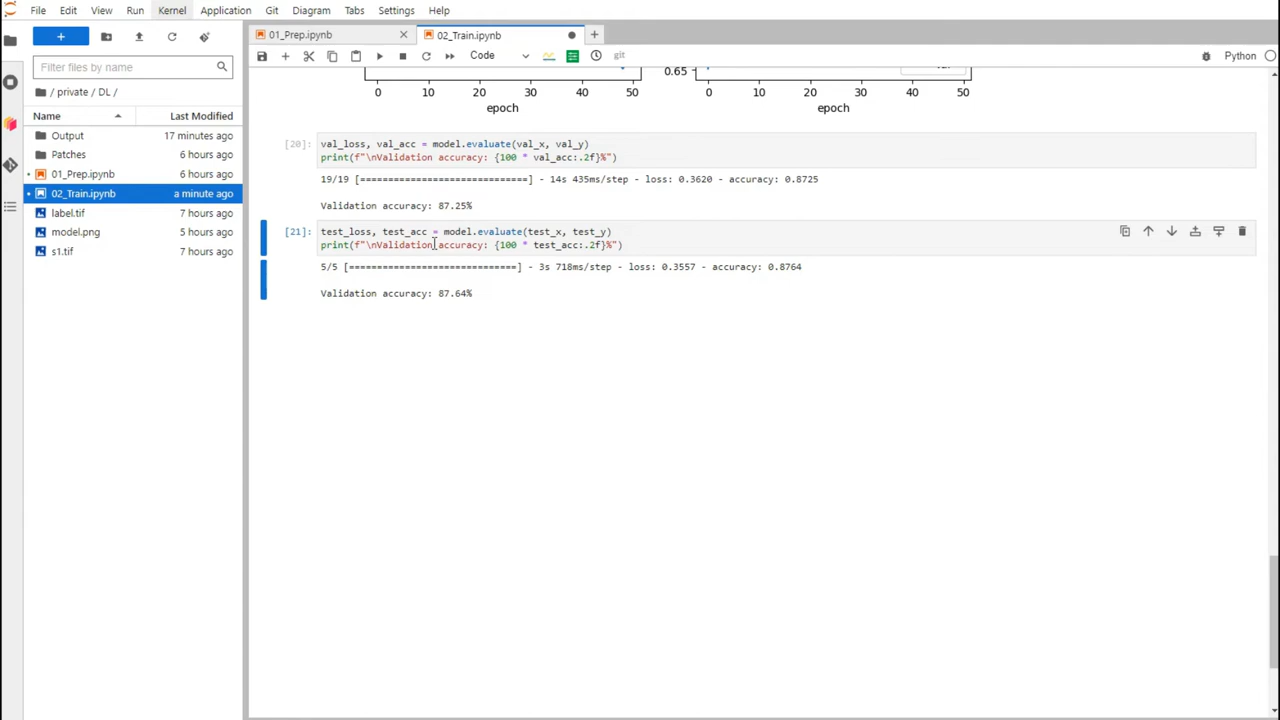 File Edit View Run Kernel Application Git Diagram Tabs Settings Help
+
Filter files by name
/ private / DL /
Name Last Modified
Output 17 minutes ago
Patches 6 hours ago
01_Prep.ipynb 6 hours ago
02_Train.ipynb a minute ago
label.tif 7 hours ago
model.png 5 hours ago
s1.tif 7 hours ago
01_Prep.ipynb
02_Train.ipynb
Code git Python
0.65
0 10 20 30 40 50 0 10 20 30 40 50
epoch epoch
[20]: val_loss, val_acc = model.evaluate(val_x, val_y)
print(f"\nValidation accuracy: {100 * val_acc:.2f}%")
19/19 [==============================] - 14s 435ms/step - loss: 0.3620 - accuracy: 0.8725
Validation accuracy: 87.25%
[21]: test_loss, test_acc = model.evaluate(test_x, test_y)
print(f"\nValidation accuracy: {100 * test_acc:.2f}%")
5/5 [==============================] - 3s 718ms/step - loss: 0.3557 - accuracy: 0.8764
Validation accuracy: 87.64%